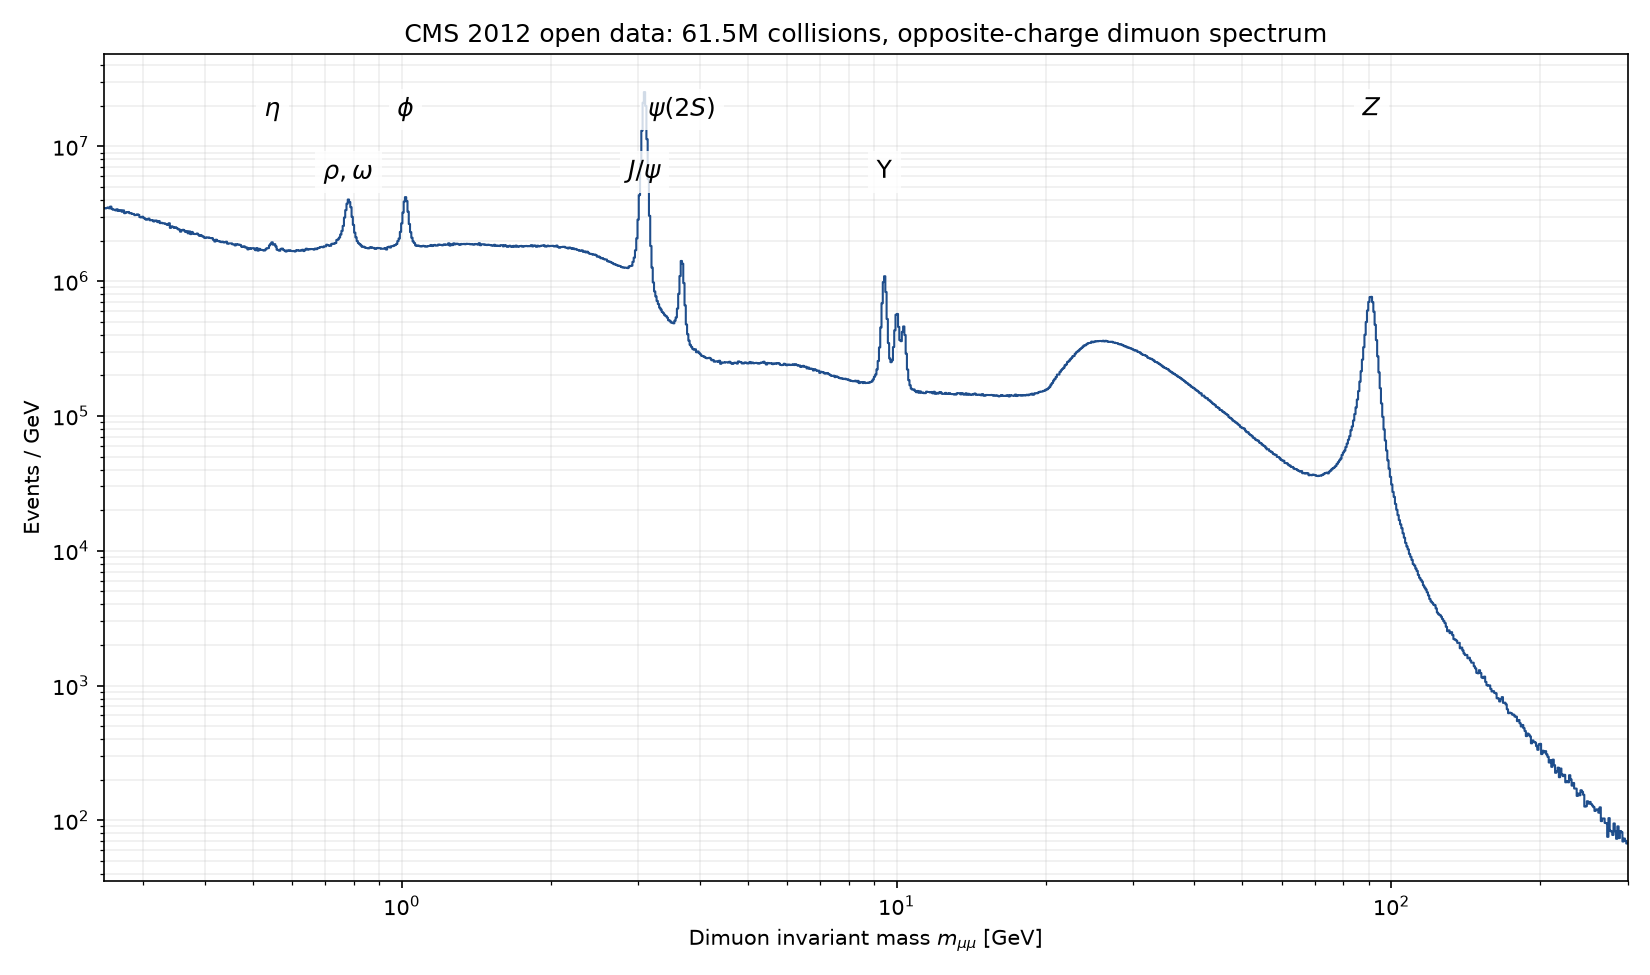 CMS 2012 open data: 61.5M collisions, opposite-charge dimuon spectrum
η
ϕ
ψ(2S)
Z
ρ, ω
J/ψ
Υ
10⁷
10⁶
10⁵
10⁴
10³
10²
Events / GeV
10⁰
10¹
10²
Dimuon invariant mass m_μμ [GeV]